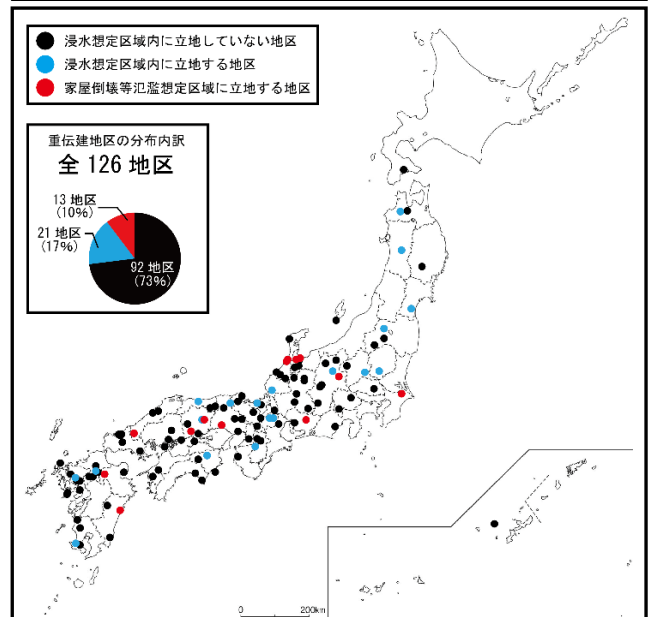 浸水想定区域内に立地していない地区
浸水想定区域内に立地する地区
家屋倒壊等氾濫想定区域に立地する地区
重伝建地区の分布内訳
全 126 地区
13 地区
(10%)
21 地区
(17%)
92 地区
(73%)
0 200km